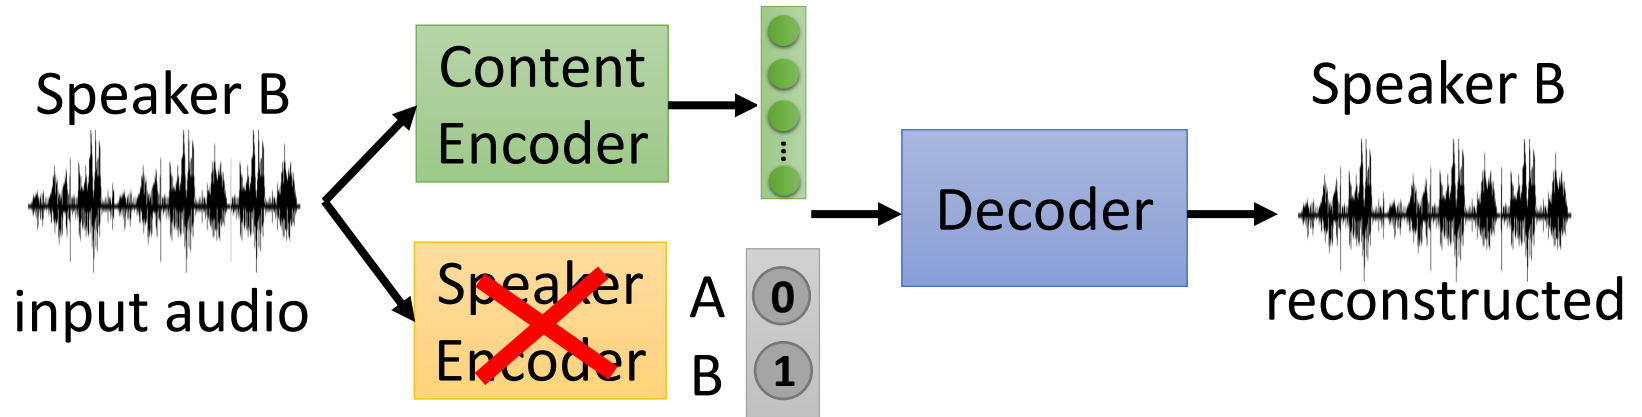 Speaker B
input audio
Content
Encoder
Speaker
Encoder
A 0
B 1
...
Decoder
Speaker B
reconstructed